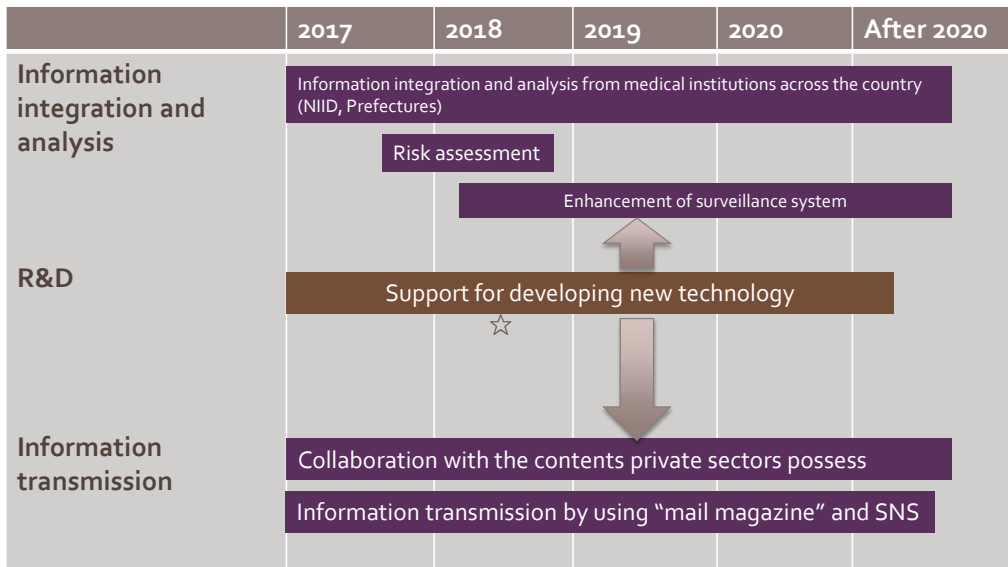 2017 2018 2019 2020 After 2020
Information
integration and
analysis
Information integration and analysis from medical institutions across the country
(NIID, Prefectures)
Risk assessment
Enhancement of surveillance system
R&D
Support for developing new technology
Information
transmission
Collaboration with the contents private sectors possess
Information transmission by using “mail magazine” and SNS